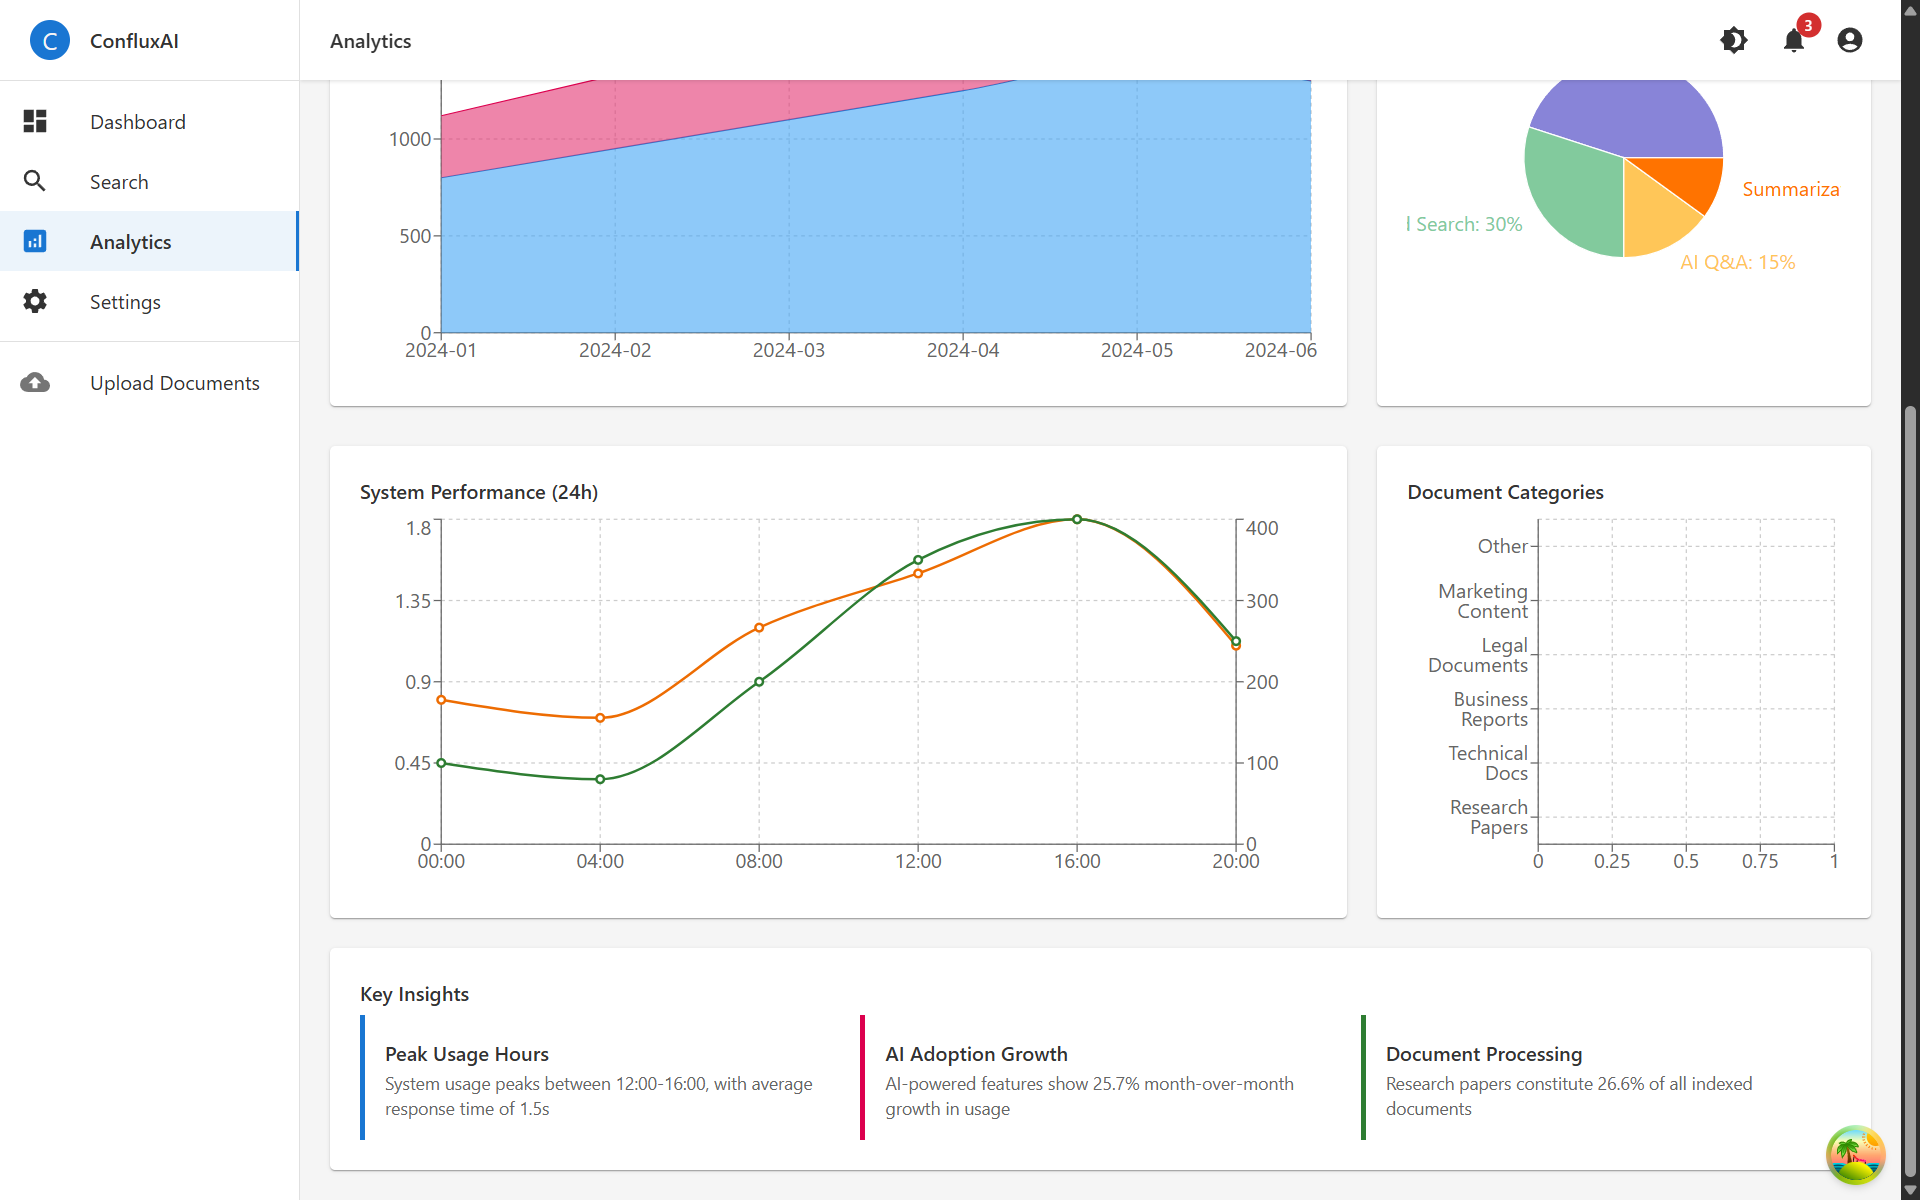 C ConfluxAI
Analytics
3
Dashboard
Search
Analytics
Settings
Upload Documents
1000
500
0
2024-01 2024-02 2024-03 2024-04 2024-05 2024-06
Summariza
l Search: 30%
AI Q&A: 15%
System Performance (24h)
1.8
1.35
0.9
0.45
0
400
300
200
100
0
00:00 04:00 08:00 12:00 16:00 20:00
Document Categories
Other
Marketing
Content
Legal
Documents
Business
Reports
Technical
Docs
Research
Papers
0 0.25 0.5 0.75 1
Key Insights
Peak Usage Hours
System usage peaks between 12:00-16:00, with average
response time of 1.5s
AI Adoption Growth
AI-powered features show 25.7% month-over-month
growth in usage
Document Processing
Research papers constitute 26.6% of all indexed
documents